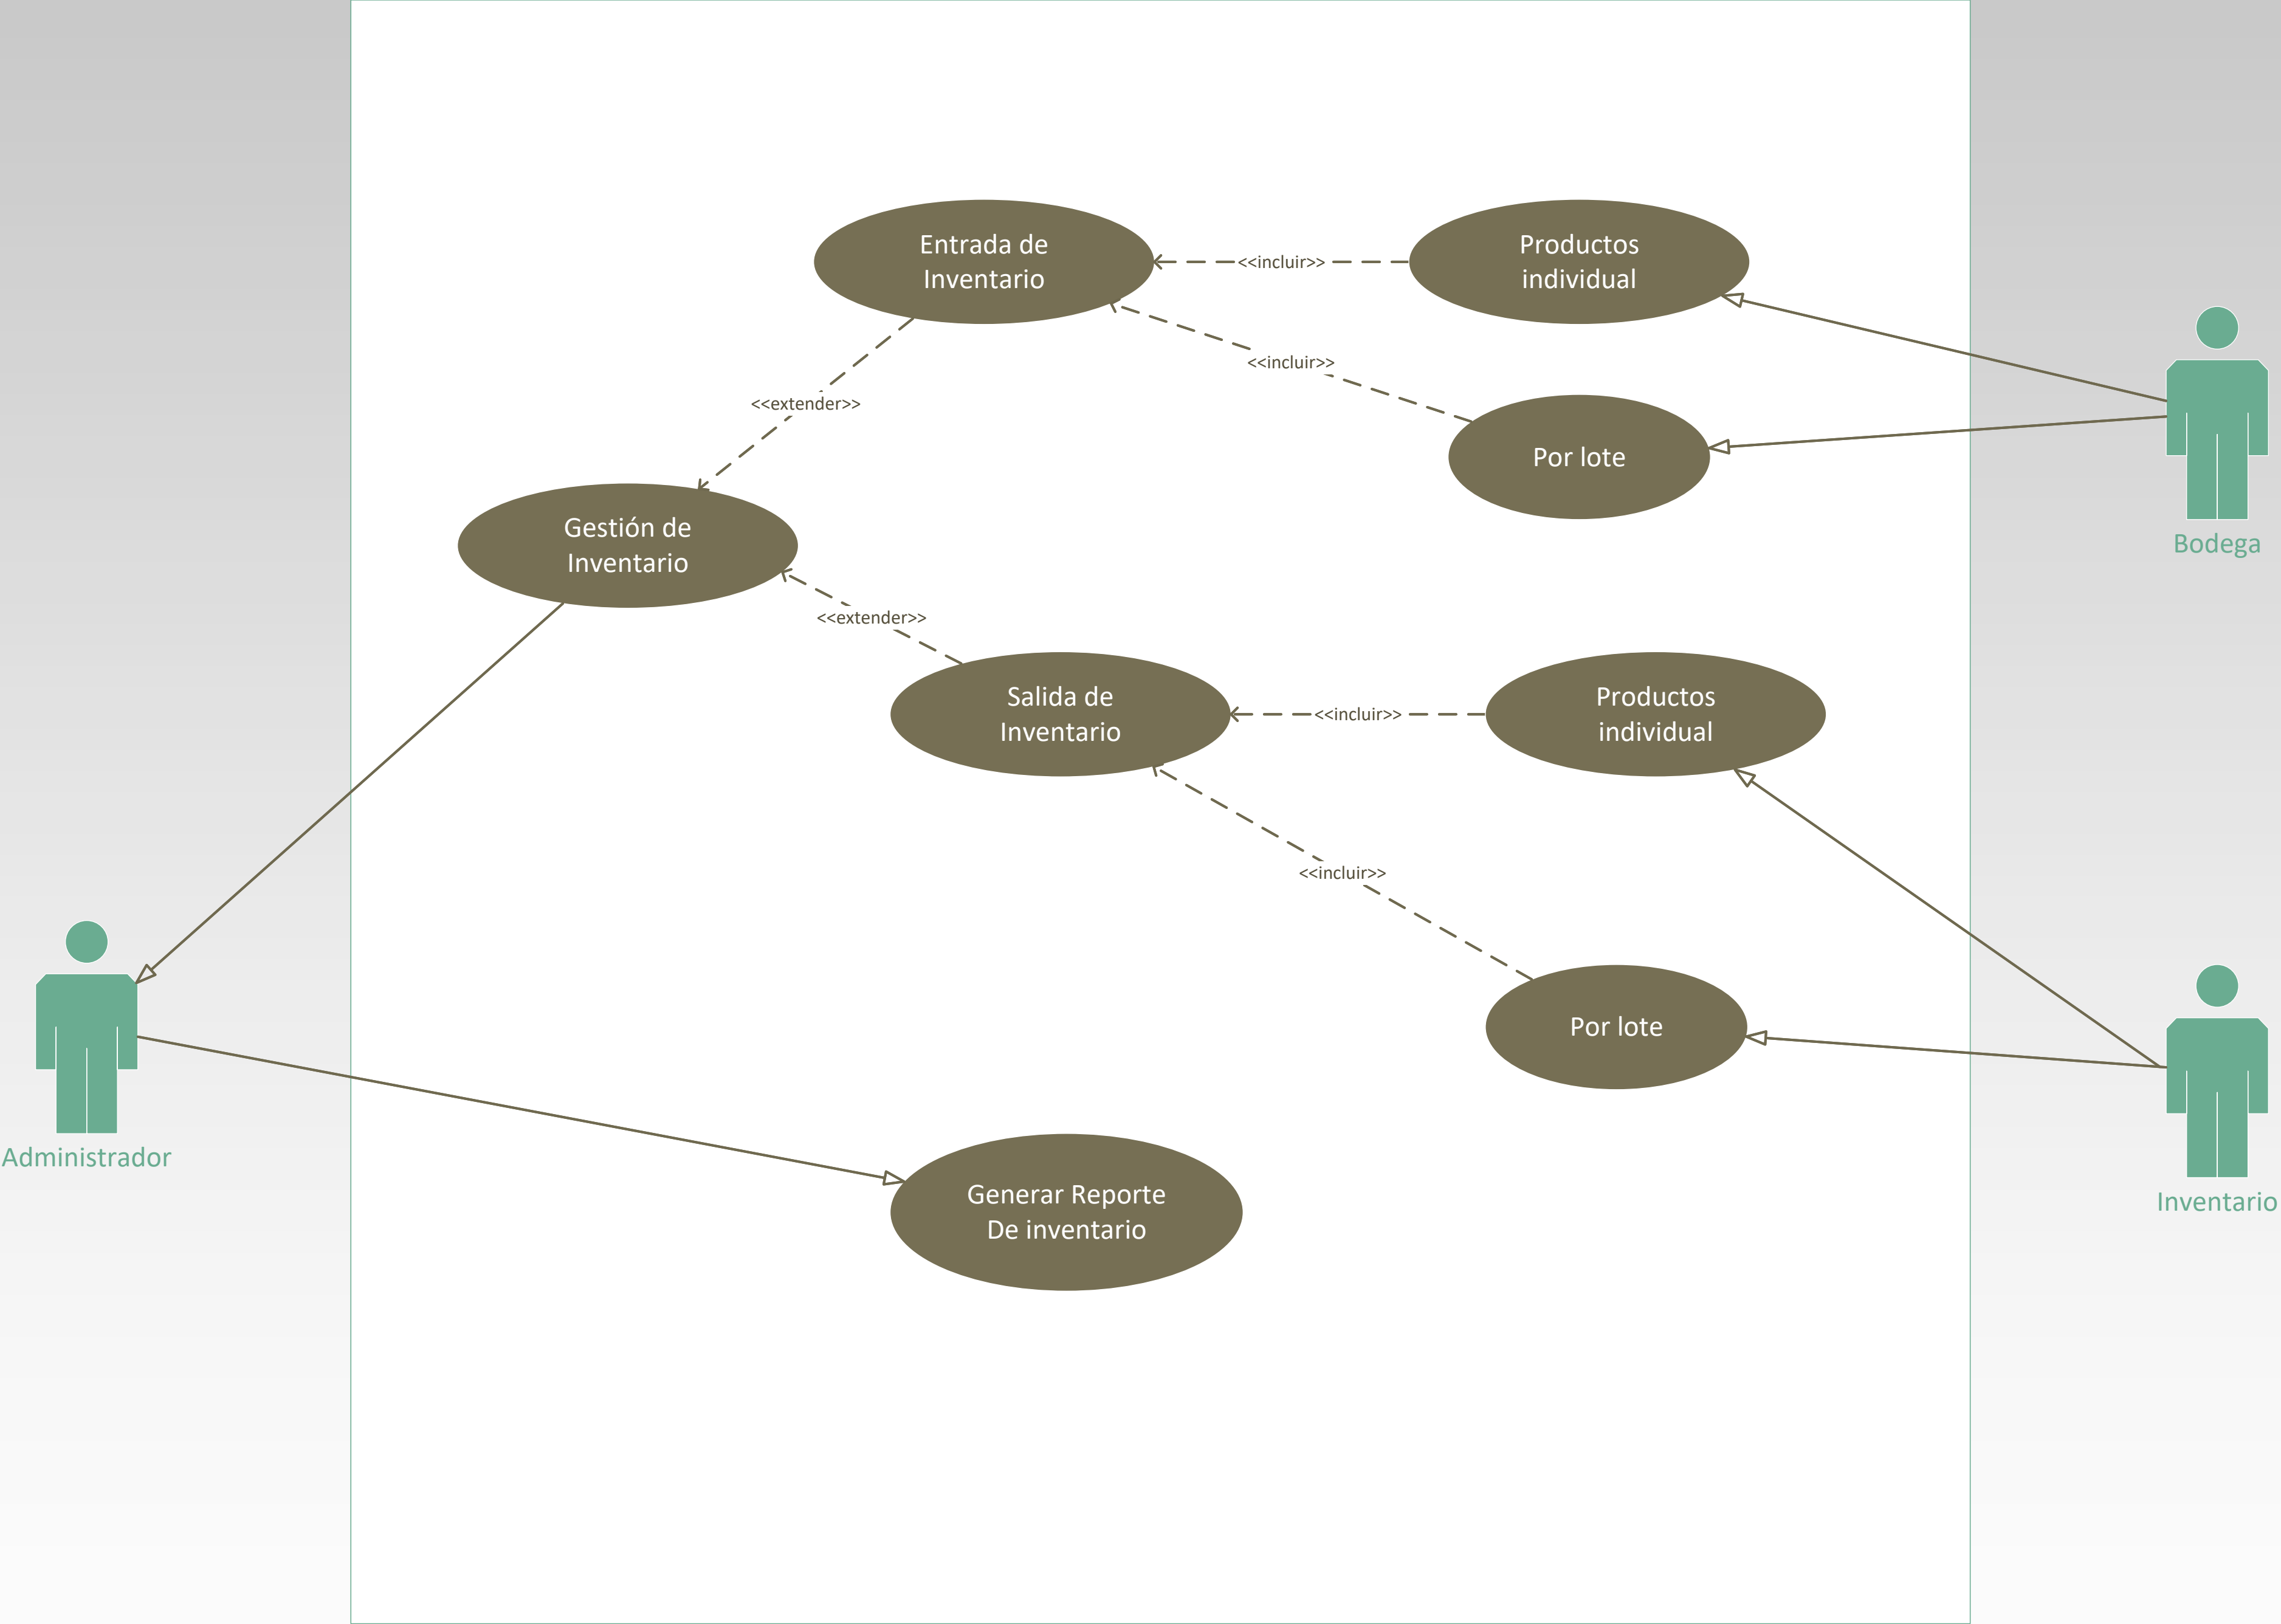 Entrada de
Inventario
<<incluir>>
Productos
individual
<<incluir>>
<<extender>>
Por lote
Bodega
Gestión de
Inventario
<<extender>>
Salida de
Inventario
<<incluir>>
Productos
individual
<<incluir>>
Por lote
Administrador
Generar Reporte
De inventario
Inventario